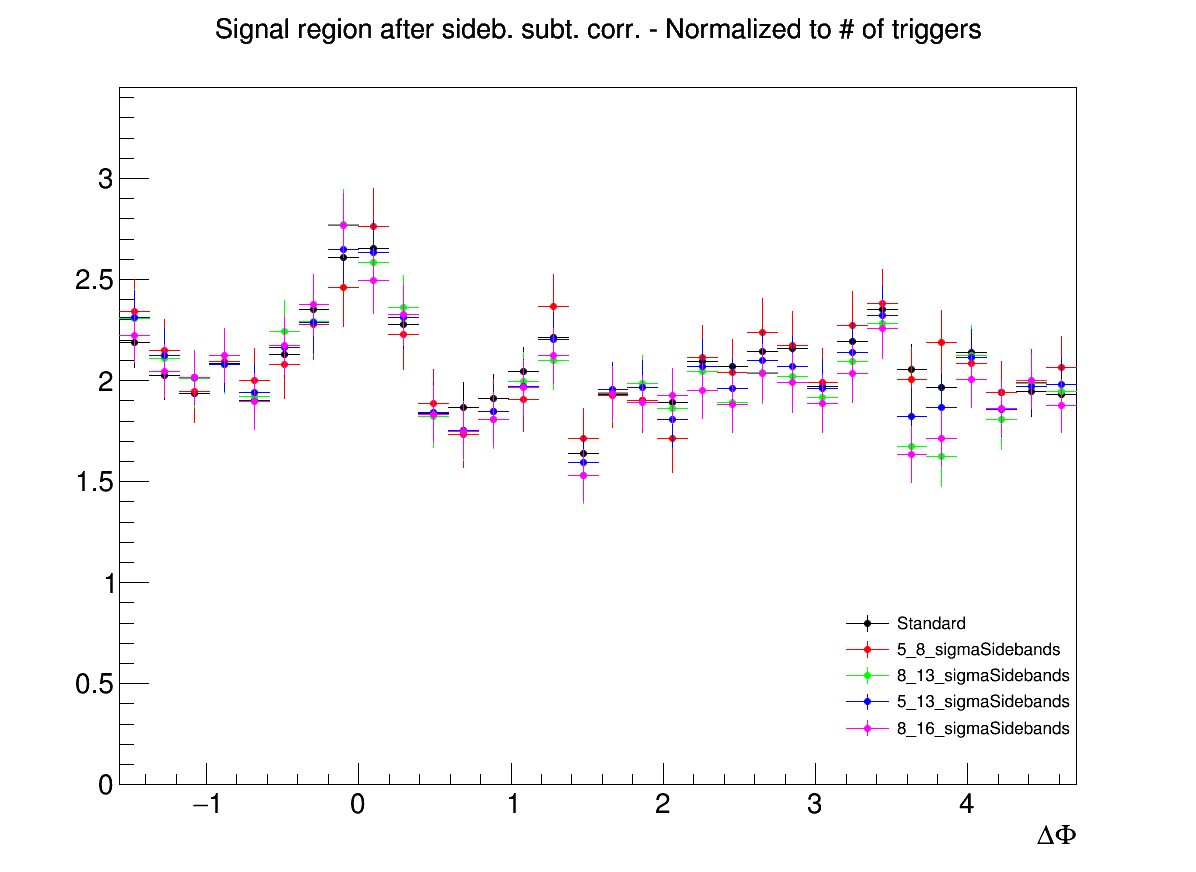 Signal region after sideb. subt. corr. - Normalized to # of triggers
3
2.5
2
1.5
1
0.5
0
−1
0
1
2
3
4
ΔΦ
Standard
5_8_sigmaSidebands
8_13_sigmaSidebands
5_13_sigmaSidebands
8_16_sigmaSidebands